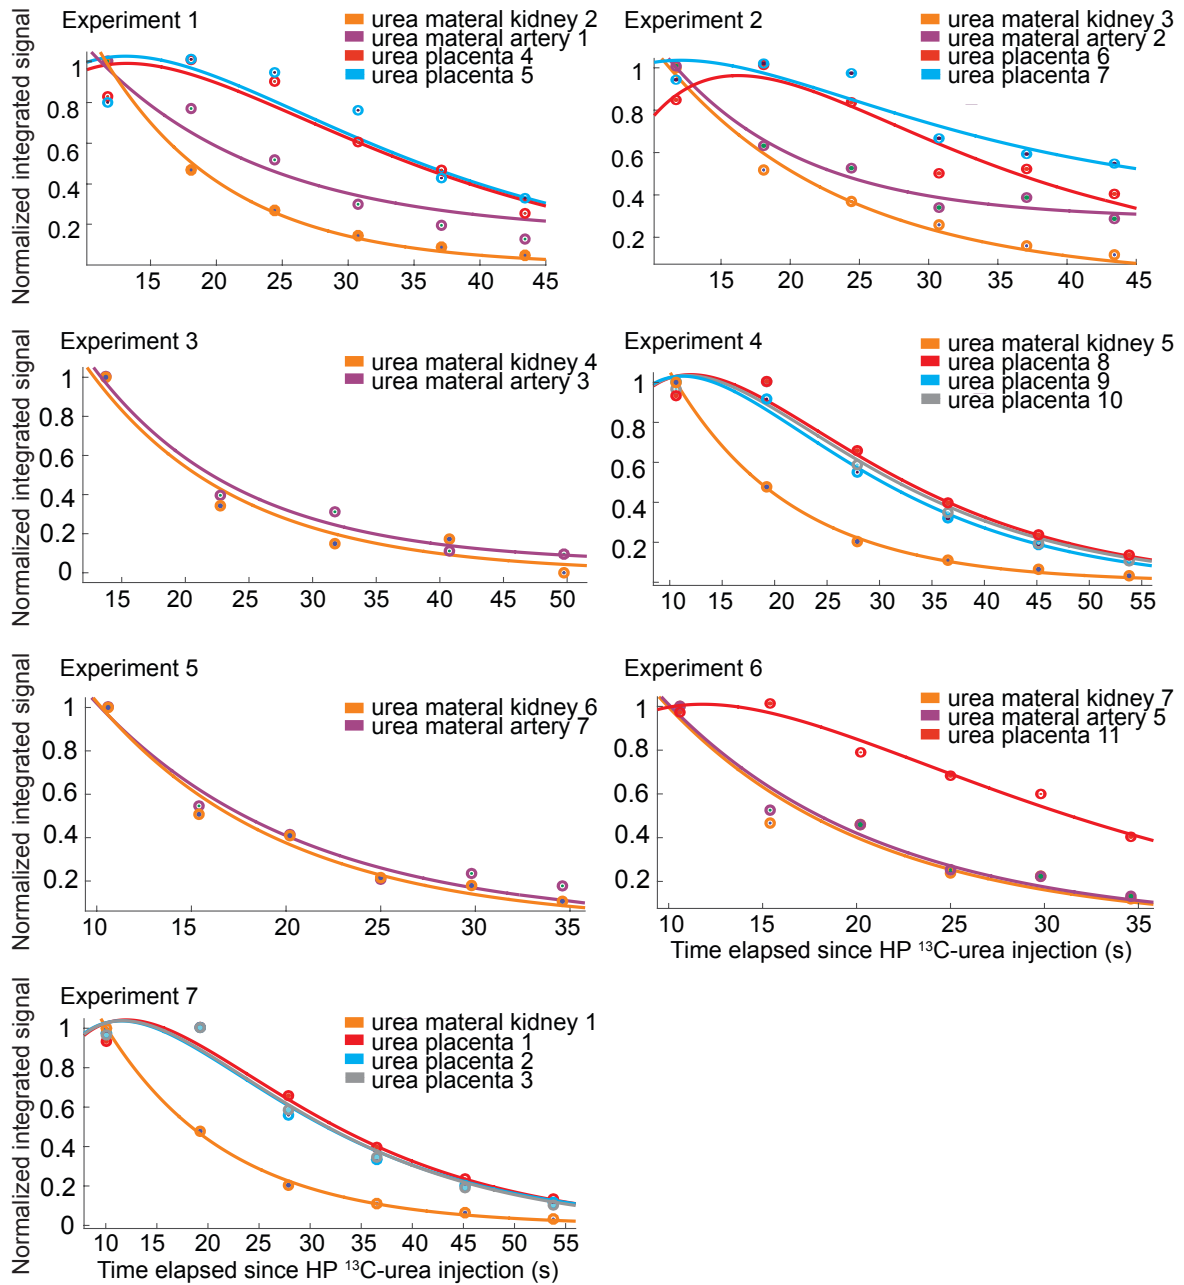 Experiment 1
urea materal kidney 2
urea materal artery 1
urea placenta 4
urea placenta 5
Normalized integrated signal
1
0.8
0.6
0.4
0.2
15 20 25 30 35 40 45
Experiment 2
urea materal kidney 3
urea materal artery 2
urea placenta 6
urea placenta 7
1
0.8
0.6
0.4
0.2
15 20 25 30 35 40 45
Experiment 3
urea materal kidney 4
urea materal artery 3
Normalized integrated signal
1
0.8
0.6
0.4
0.2
0
15 20 25 30 35 40 45 50
Experiment 4
urea materal kidney 5
urea placenta 8
urea placenta 9
urea placenta 10
1
0.8
0.6
0.4
0.2
10 15 20 25 30 35 40 45 50 55
Experiment 5
urea materal kidney 6
urea materal artery 7
Normalized integrated signal
1
0.8
0.6
0.4
0.2
10 15 20 25 30 35
Experiment 6
urea materal kidney 7
urea materal artery 5
urea placenta 11
1
0.8
0.6
0.4
0.2
10 15 20 25 30 35
Time elapsed since HP ¹³C-urea injection (s)
Experiment 7
urea materal kidney 1
urea placenta 1
urea placenta 2
urea placenta 3
Normalized integrated signal
1
0.8
0.6
0.4
0.2
0
10 15 20 25 30 35 40 45 50 55
Time elapsed since HP ¹³C-urea injection (s)